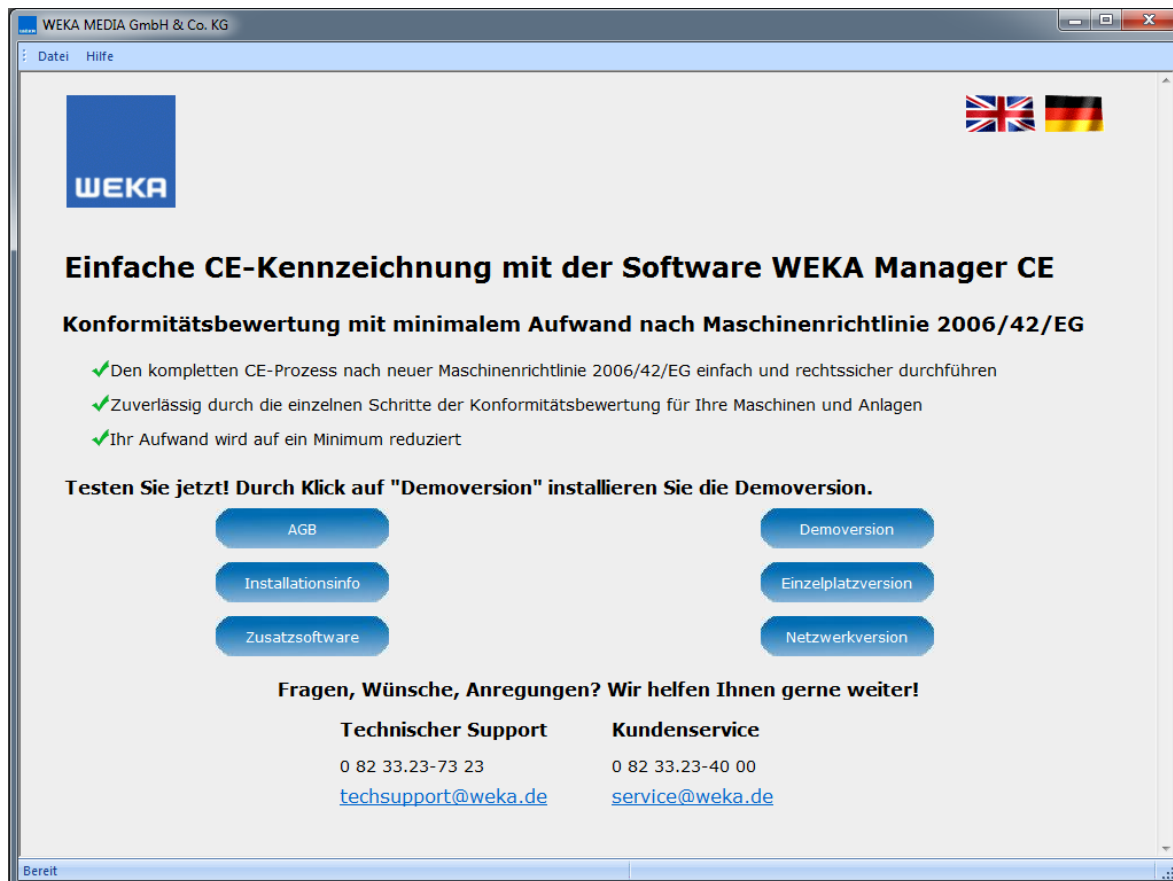 WEKA MEDIA GmbH & Co. KG
Datei Hilfe
WEKA
Einfache CE-Kennzeichnung mit der Software WEKA Manager CE
Konformitätsbewertung mit minimalem Aufwand nach Maschinenrichtlinie 2006/42/EG
Den kompletten CE-Prozess nach neuer Maschinenrichtlinie 2006/42/EG einfach und rechtssicher durchführen
Zuverlässig durch die einzelnen Schritte der Konformitätsbewertung für Ihre Maschinen und Anlagen
Ihr Aufwand wird auf ein Minimum reduziert
Testen Sie jetzt! Durch Klick auf "Demoversion" installieren Sie die Demoversion.
AGB Demoversion
Installationsinfo Einzelplatzversion
Zusatzsoftware Netzwerkversion
Fragen, Wünsche, Anregungen? Wir helfen Ihnen gerne weiter!
Technischer Support Kundenservice
0 82 33.23-73 23 0 82 33.23-40 00
techsupport@weka.de service@weka.de
Bereit